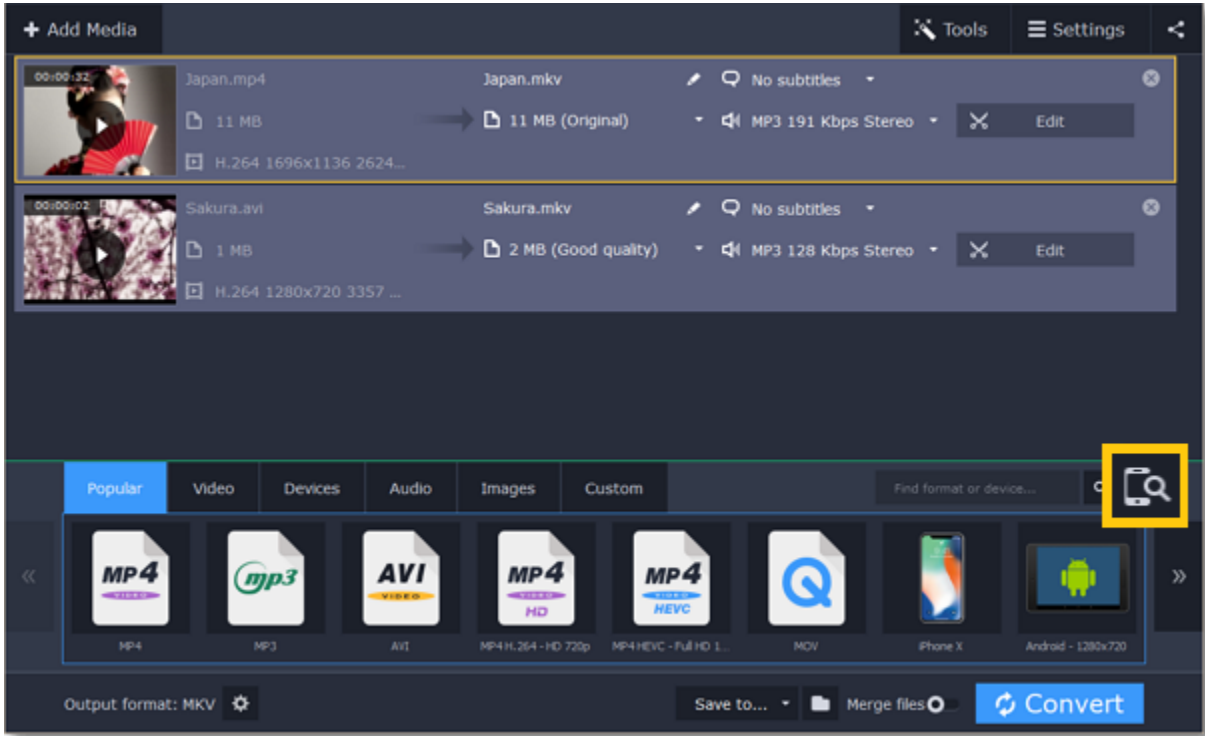 Add Media
Tools
Settings
00:00:32
Japan.mp4
Japan.mkv
No subtitles
11 MB
11 MB (Original)
MP3 191 Kbps Stereo
Edit
H.264 1696x1136 2624...
00:00:02
Sakura.avi
Sakura.mkv
No subtitles
1 MB
2 MB (Good quality)
MP3 128 Kbps Stereo
Edit
H.264 1280x720 3357 ...
Popular
Video
Devices
Audio
Images
Custom
Find format or device...
MP4
VIDEO
mp3
AVI
VIDEO
MP4
VIDEO
HD
MP4
VIDEO
HEVC
MP4
MP3
AVI
MP4 H.264 - HD 720p
MP4 HEVC - Full HD 1...
MOV
iPhone X
Android - 1280x720
Output format: MKV
Save to...
Merge files
Convert